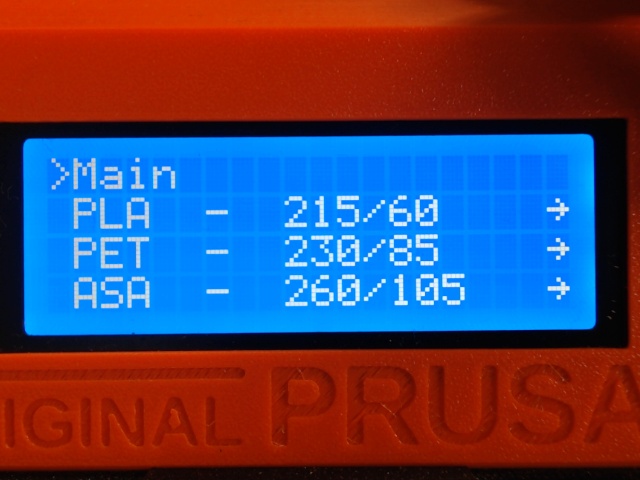 >Main
PLA - 215/60 →
PET - 230/85 →
ASA - 260/105 →
IGINAL PRUSA